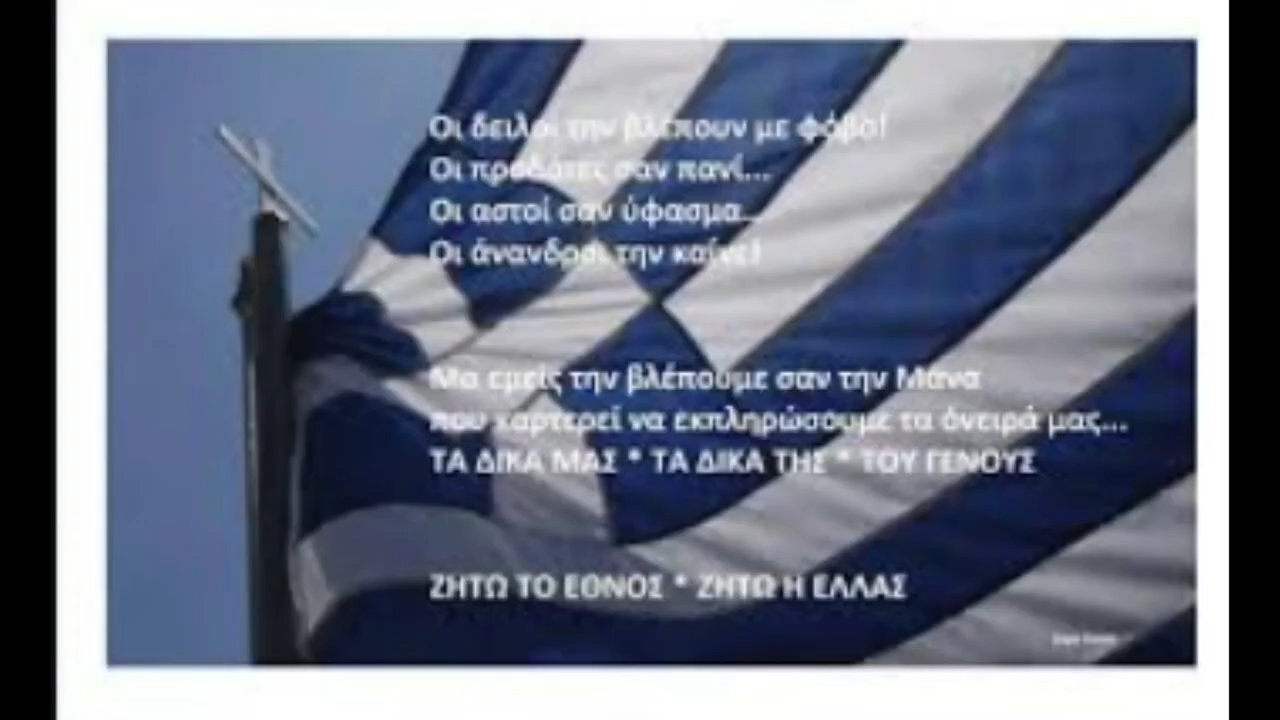 Οι δειλοί την βλέπουν με φόβο!
Οι προδότες σαν πανί...
Οι αστοί σαν ύφασμα...
Οι άνανδροι την καίνε!
Μα εμείς την βλέπουμε σαν την Μάνα
που καρτερεί να εκπληρώσουμε τα όνειρά μας...
ΤΑ ΔΙΚΑ ΜΑΣ * ΤΑ ΔΙΚΑ ΤΗΣ * ΤΟΥ ΓΕΝΟΥΣ
ΖΗΤΩ ΤΟ ΕΘΝΟΣ * ΖΗΤΩ Η ΕΛΛΑΣ